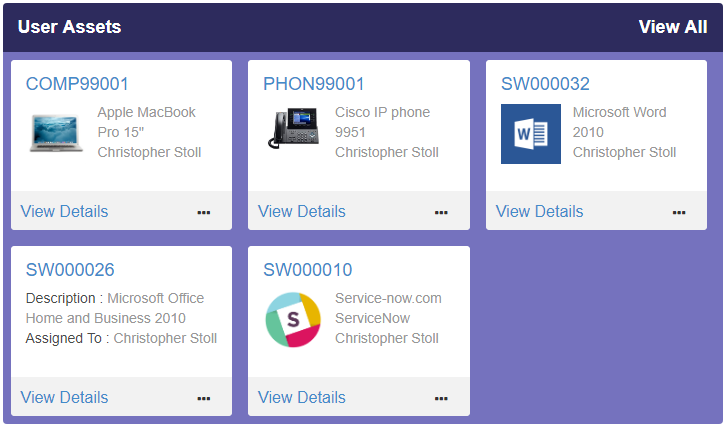 User Assets View All
COMP99001
Apple MacBook
Pro 15"
Christopher Stoll
View Details
PHON99001
Cisco IP phone
9951
Christopher Stoll
View Details
SW000032
W
Microsoft Word
2010
Christopher Stoll
View Details
SW000026
Description : Microsoft Office
Home and Business 2010
Assigned To : Christopher Stoll
View Details
SW000010
S
Service-now.com
ServiceNow
Christopher Stoll
View Details